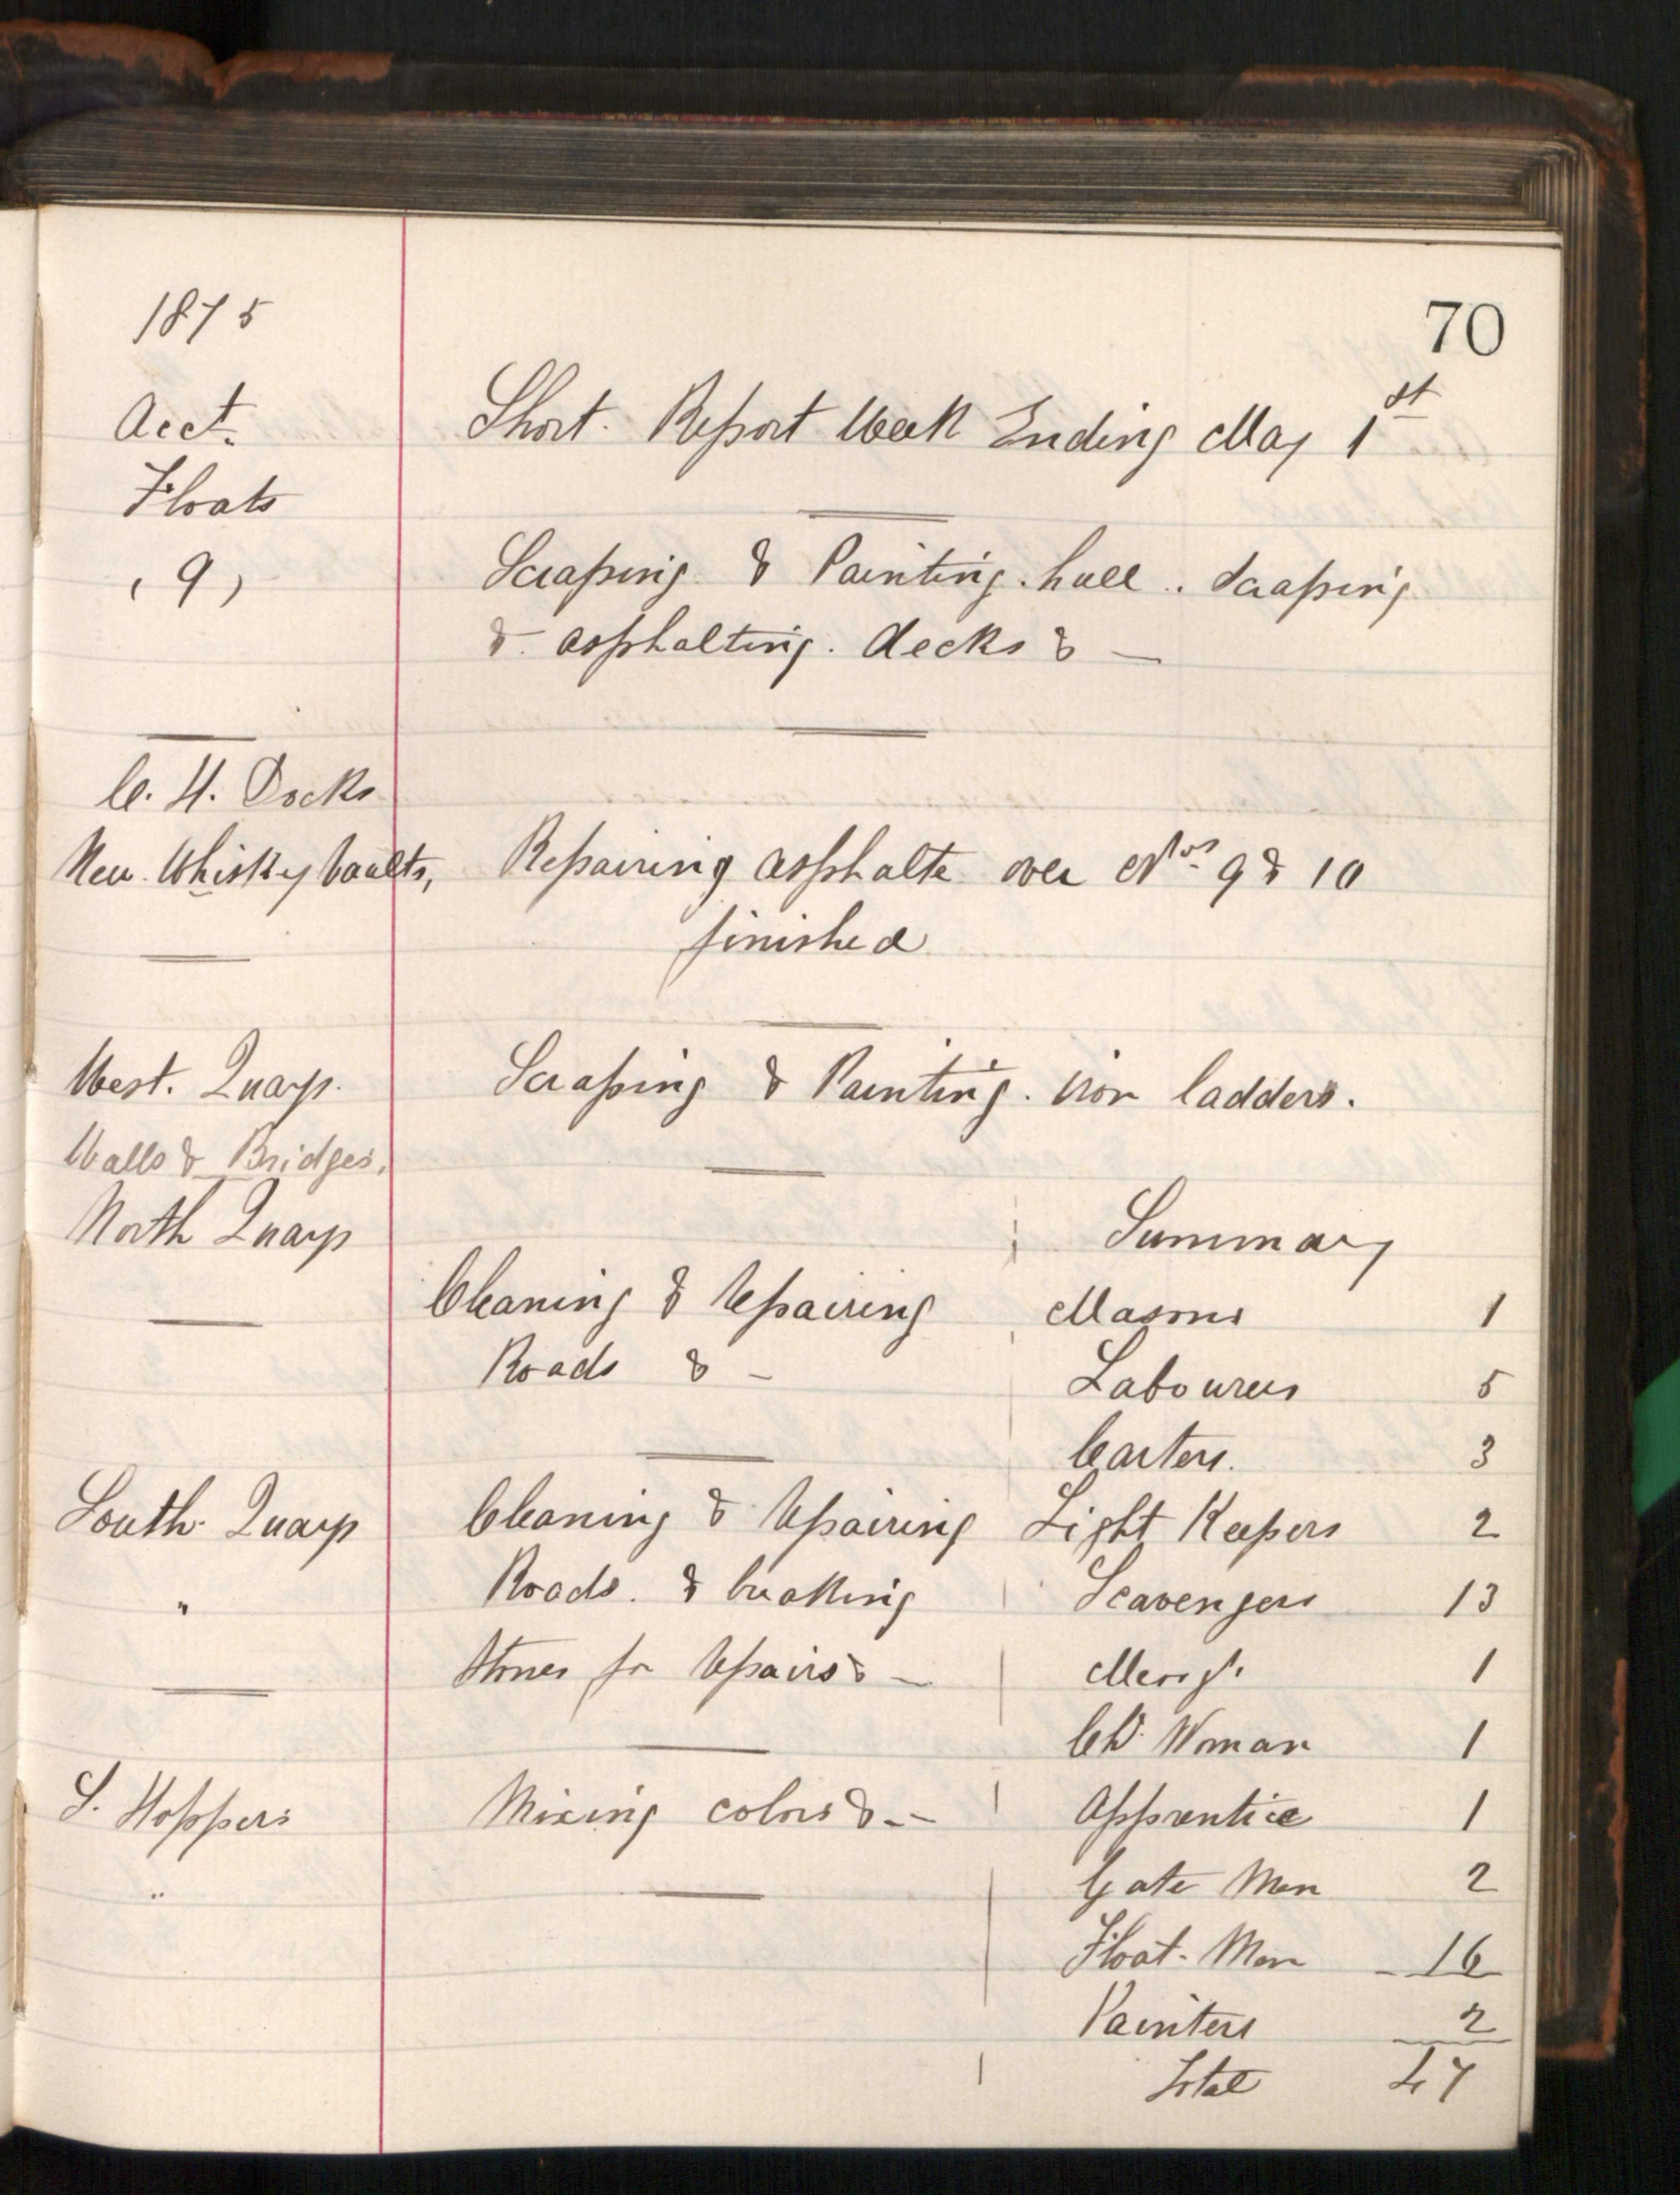 70
1875
Acct. Short. Report Week Ending May 1st
Floats
(9) Scraping & Painting. hull.. Scraping
& asphalting. decks & —
C. H. Docks
New Whisky Vaults, Repairing asphalte over Nos 9 & 10
finished
West. Quay. Scraping & Painting. iron ladders.
Walls & Bridges,
North Quay Summary
Cleaning & repairing Masons 1
Roads & — Labourers 5
Carters. 3
South Quay Cleaning & repairing Light Keepers 2
" Roads. & breaking Scavengers 13
Stones for repairs & — 1
Woman 1
S. Hoppers Mixing colors & — Apprentice 1
" Gate Men 2
Float. Men 16
Painters 2
Total 47